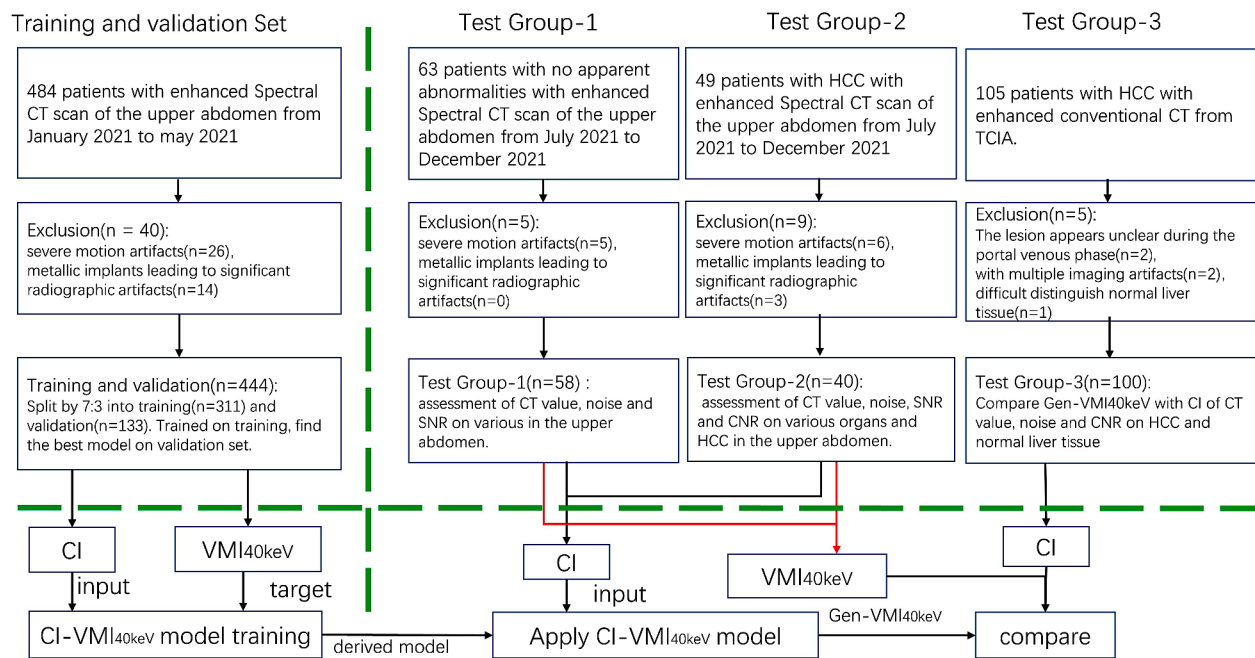 Training and validation Set
484 patients with enhanced Spectral
CT scan of the upper abdomen from
January 2021 to may 2021
Exclusion(n = 40):
severe motion artifacts(n=26),
metallic implants leading to significant
radiographic artifacts(n=14)
Training and validation(n=444):
Split by 7:3 into training(n=311) and
validation(n=133). Trained on training, find
the best model on validation set.
CI
VMI40keV
input
target
CI-VMI40keV model training
derived model
Test Group-1
63 patients with no apparent
abnormalities with enhanced
Spectral CT scan of the upper
abdomen from July 2021 to
December 2021
Exclusion(n=5):
severe motion artifacts(n=5),
metallic implants leading to
significant radiographic
artifacts(n=0)
Test Group-1(n=58) :
assessment of CT value, noise and
SNR on various in the upper
abdomen.
CI
input
Apply CI-VMI40keV model
Test Group-2
49 patients with HCC with
enhanced Spectral CT scan of
the upper abdomen from July
2021 to December 2021
Exclusion(n=9):
severe motion artifacts(n=6),
metallic implants leading to
significant radiographic
artifacts(n=3)
Test Group-2(n=40):
assessment of CT value, noise, SNR
and CNR on various organs and
HCC in the upper abdomen.
VMI40keV
Gen-VMI40keV
Test Group-3
105 patients with HCC with
enhanced conventional CT from
TCIA.
Exclusion(n=5):
The lesion appears unclear during the
portal venous phase(n=2),
with multiple imaging artifacts(n=2),
difficult distinguish normal liver
tissue(n=1)
Test Group-3(n=100):
Compare Gen-VMI40keV with CI of CT
value, noise and CNR on HCC and
normal liver tissue
CI
compare